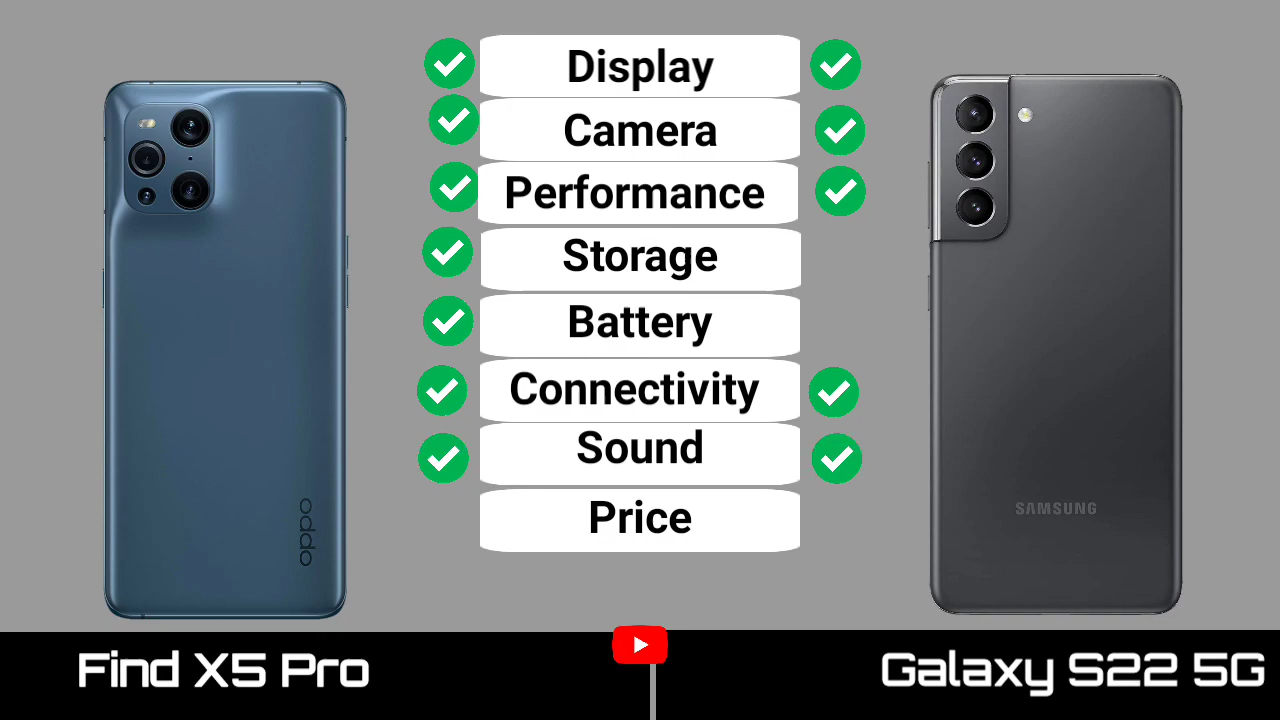 Display
Camera
Performance
Storage
Battery
Connectivity
Sound
Price
oppo
SAMSUNG
Find X5 Pro
Galaxy S22 5G